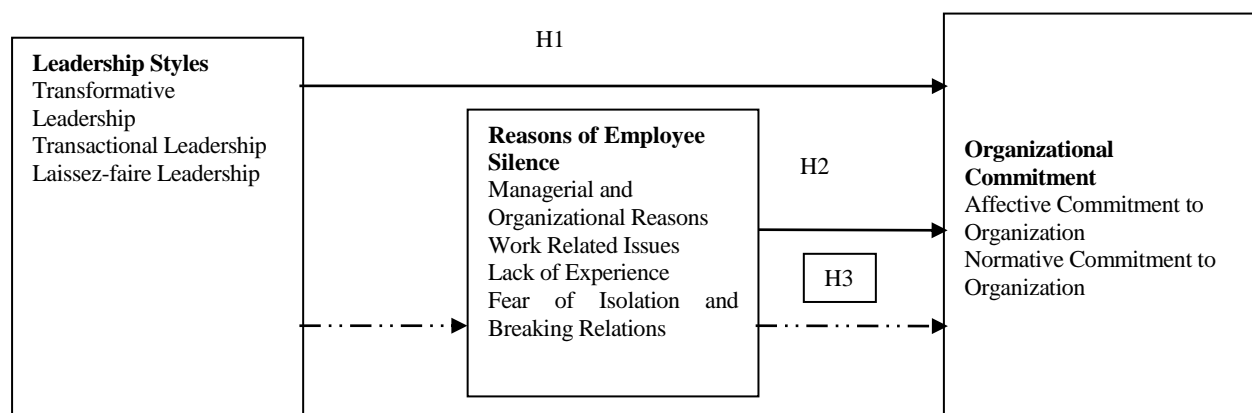 H1
Leadership Styles
Transformative
Leadership
Transactional Leadership
Laissez-faire Leadership
Reasons of Employee
Silence
Managerial and
Organizational Reasons
Work Related Issues
Lack of Experience
Fear of Isolation and
Breaking Relations
H2
H3
Organizational
Commitment
Affective Commitment to
Organization
Normative Commitment to
Organization